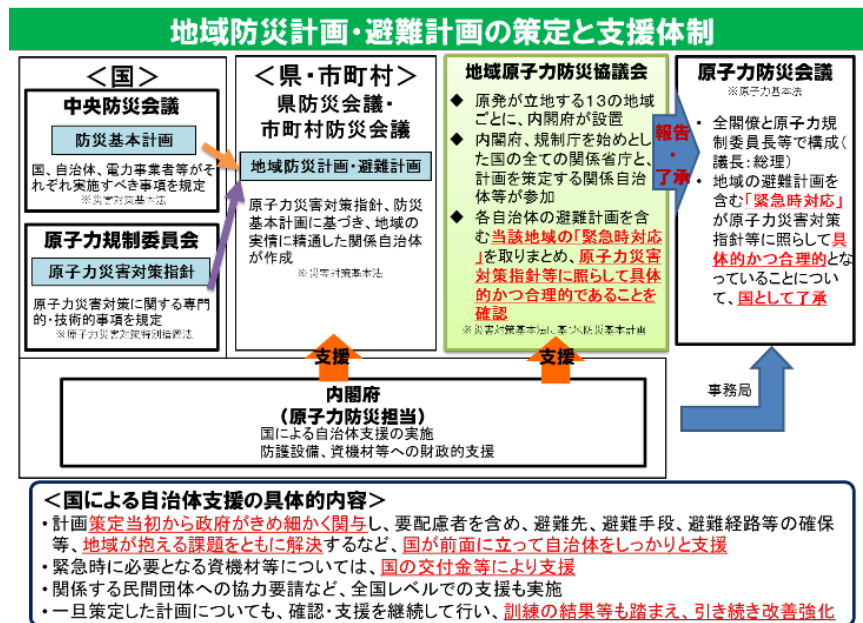 地域防災計画・避難計画の策定と支援体制
＜国＞
中央防災会議
防災基本計画
国、自治体、電力事業者等がそ
れぞれ実施すべき事項を規定
※災害対策基本法
原子力規制委員会
原子力災害対策指針
原子力災害対策に関する専門
的・技術的事項を規定
※原子力災害対策特別措置法
＜県・市町村＞
県防災会議・
市町村防災会議
地域防災計画・避難計画
原子力災害対策指針、防災
基本計画に基づき、地域の
実情に精通した関係自治体
が作成
※災害対策基本法
地域原子力防災協議会
◆ 原発が立地する13の地域
ごとに、内閣府が設置
◆ 内閣府、規制庁を始めとし
た国の全ての関係省庁と、
計画を策定する関係自治
体等が参加
◆ 各自治体の避難計画を含
む当該地域の「緊急時対応
」を取りまとめ、原子力災害
対策指針等に照らして具体
的かつ合理的であることを
確認
※災害対策基本法に基づく防災基本計画
報告
・
了承
原子力防災会議
※原子力基本法
・ 全閣僚と原子力規
制委員長等で構成(
議長:総理)
・ 地域の避難計画を
含む「緊急時対応」
が原子力災害対策
指針等に照らして具
体的かつ合理的とな
っていることについ
て、国として了承
支援
支援
内閣府
(原子力防災担当)
国による自治体支援の実施
防護設備、資機材等への財政的支援
事務局
＜国による自治体支援の具体的内容＞
・計画策定当初から政府がきめ細かく関与し、要配慮者を含め、避難先、避難手段、避難経路等の確保
等、地域が抱える課題をともに解決するなど、国が前面に立って自治体をしっかりと支援
・緊急時に必要となる資機材等については、国の交付金等により支援
・関係する民間団体への協力要請など、全国レベルでの支援も実施
・一旦策定した計画についても、確認・支援を継続して行い、訓練の結果等も踏まえ、引き続き改善強化